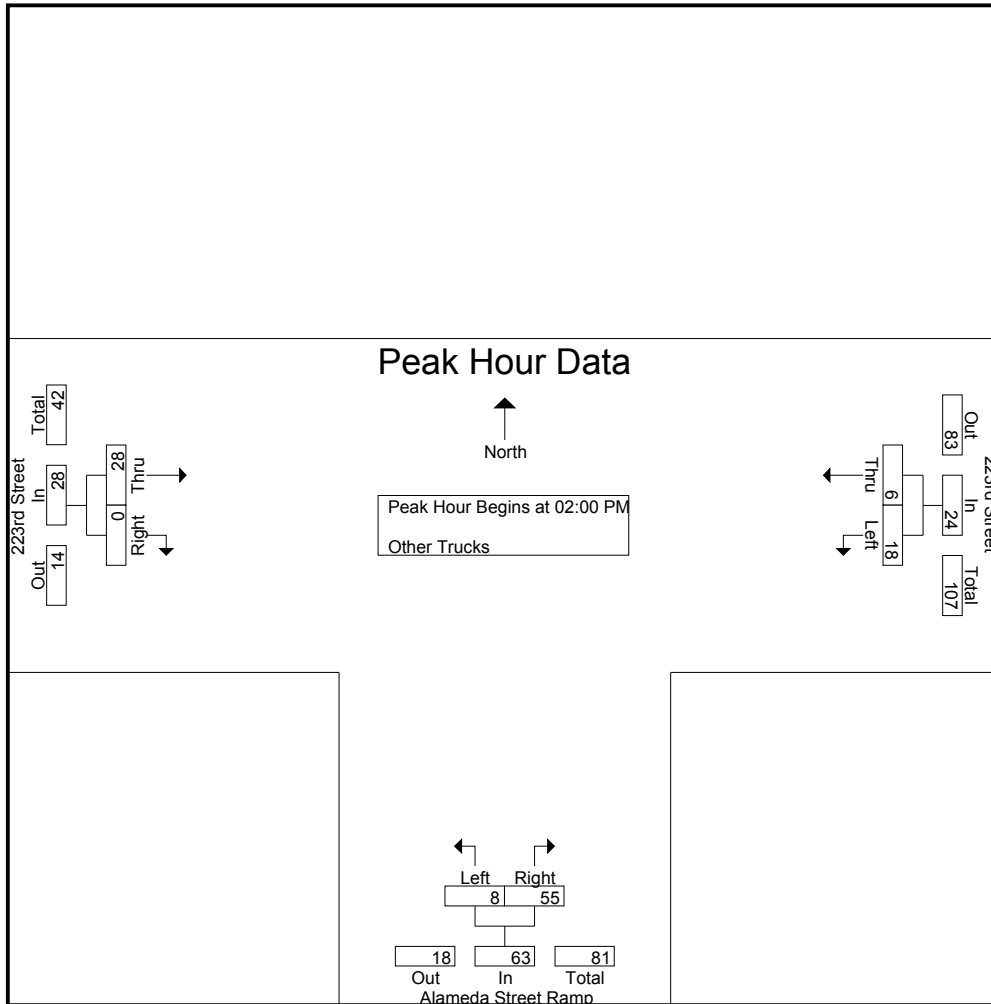 Peak Hour Data
North
Peak Hour Begins at 02:00 PM
Other Trucks
223rd Street
Total
42
In
28
Out
14
28
Thru
0
Right
Out
83
In
24
Total
107
Thru
6
Left
18
Left Right
8 55
18 63 81
Out In Total
Alameda Street Ramp